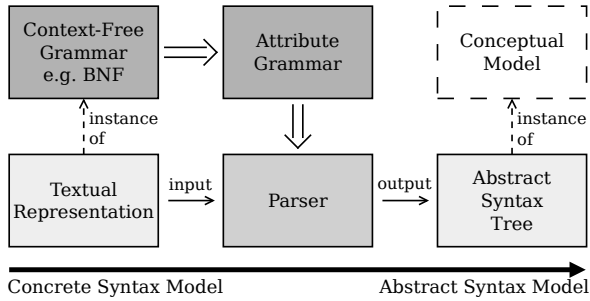 Context-Free
Grammar
e.g. BNF
Attribute
Grammar
Conceptual
Model
instance
of
instance
of
Textual
Representation
input
Parser
output
Abstract
Syntax
Tree
Concrete Syntax Model
Abstract Syntax Model